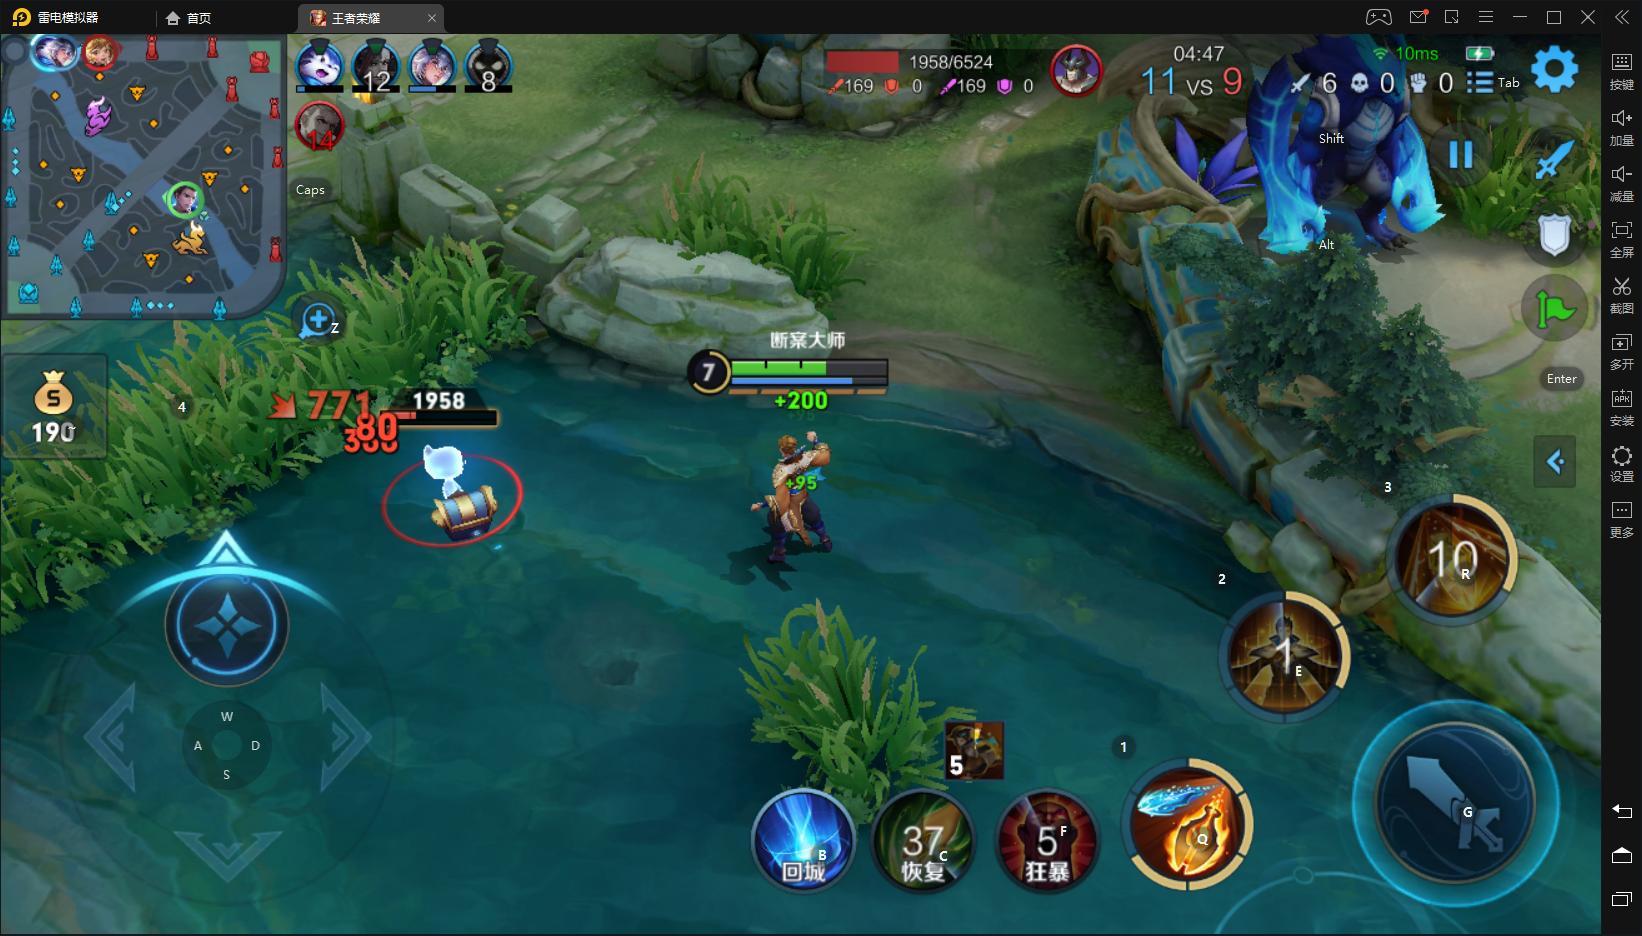 雷电模拟器
首页
王者荣耀
12
8
14
1958/6524
169 0 169 0
04:47
11 VS 9
10ms
6 0 0
Tab
Shift
Alt
Caps
Z
4
190
771
80
1958
断案大师
7
+200
+95
Enter
3
10
R
2
1
E
1
5
W
A
D
S
回城
B
37
恢复
C
5
狂暴
F
Q
G
按键
加量
减量
全屏
截图
多开
APK
安装
设置
更多